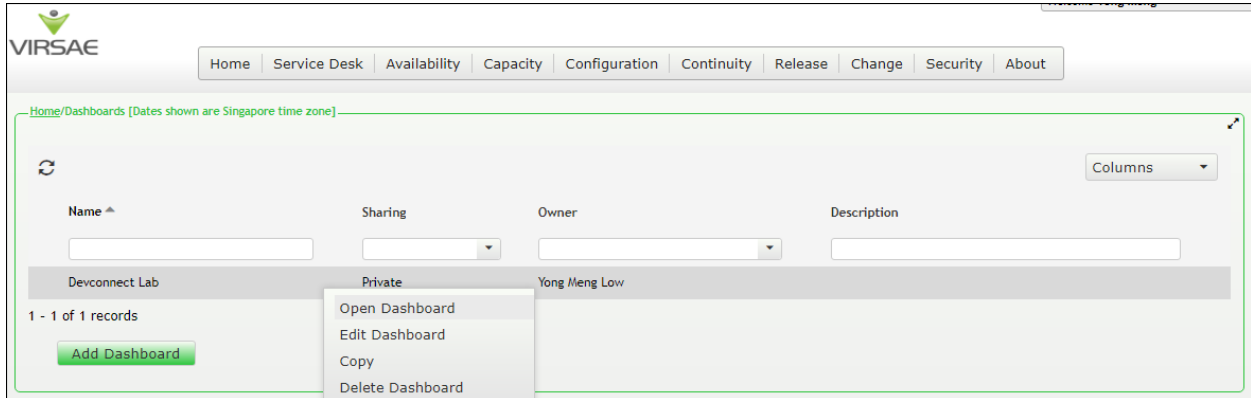 VIRSAE
Home Service Desk Availability Capacity Configuration Continuity Release Change Security About
Home/Dashboards [Dates shown are Singapore time zone]
Columns
Name Sharing Owner Description
Devconnect Lab Private Yong Meng Low
Open Dashboard
1 - 1 of 1 records
Edit Dashboard
Add Dashboard
Copy
Delete Dashboard